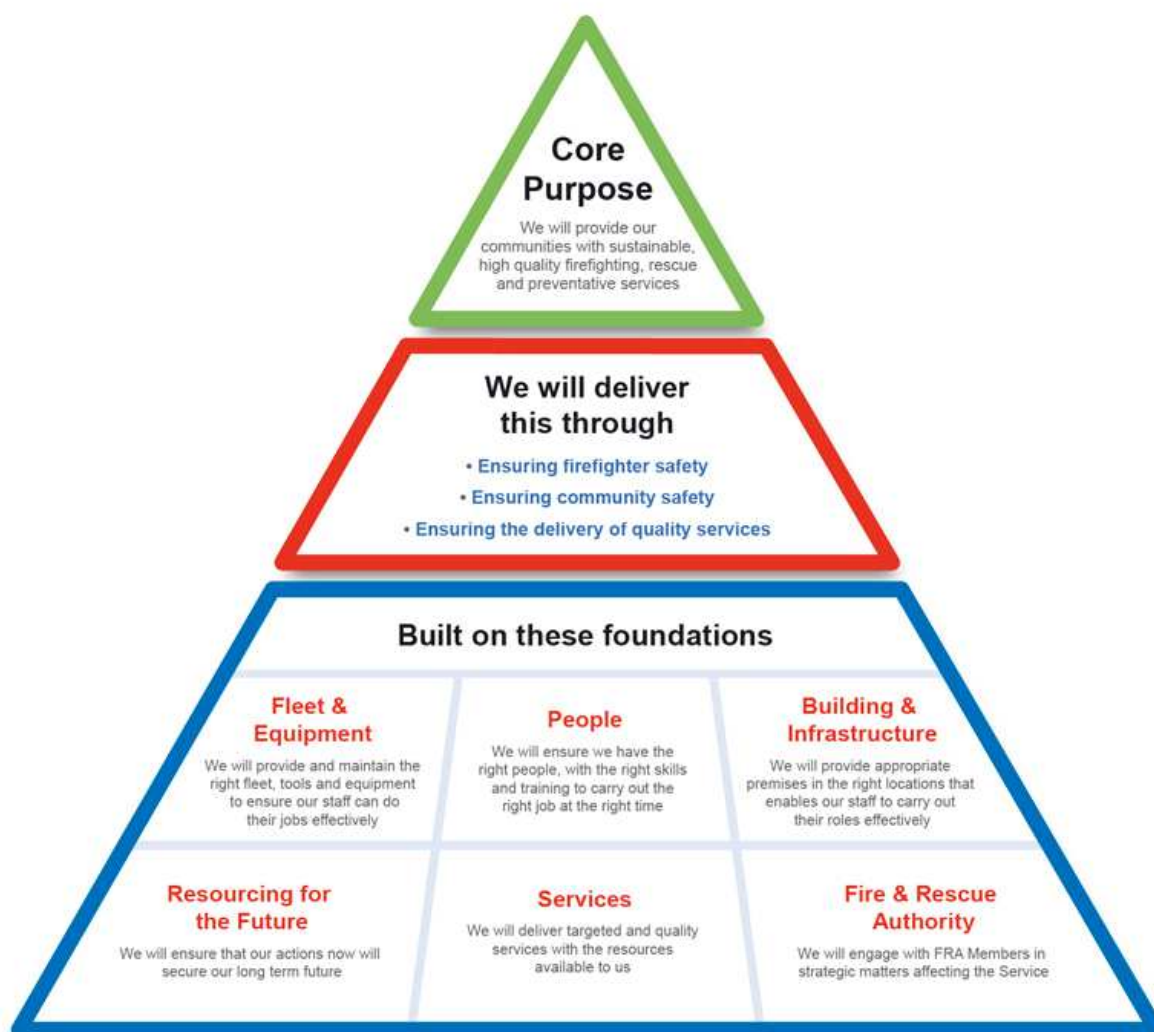 Core
Purpose
We will provide our
communities with sustainable,
high quality firefighting, rescue
and preventative services
We will deliver
this through
• Ensuring firefighter safety
• Ensuring community safety
• Ensuring the delivery of quality services
Built on these foundations
Fleet &
Equipment
We will provide and maintain the
right fleet, tools and equipment
to ensure our staff can do
their jobs effectively
People
We will ensure we have the
right people, with the right skills
and training to carry out the
right job at the right time
Building &
Infrastructure
We will provide appropriate
premises in the right locations that
enables our staff to carry out
their roles effectively
Resourcing for
the Future
We will ensure that our actions now will
secure our long term future
Services
We will deliver targeted and quality
services with the resources
available to us
Fire & Rescue
Authority
We will engage with FRA Members in
strategic matters affecting the Service